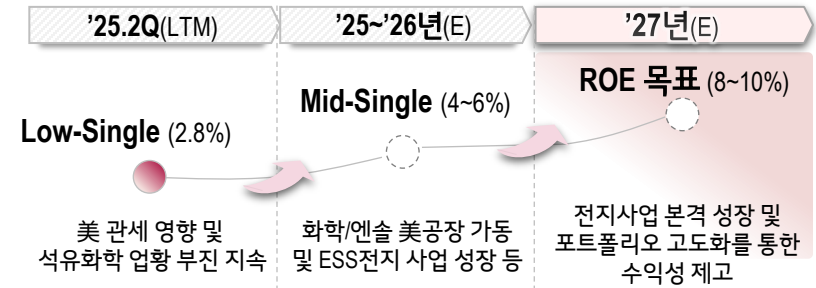 ’25.2Q(LTM)
’25~’26년(E)
’27년(E)
Low-Single (2.8%)
Mid-Single (4~6%)
ROE 목표 (8~10%)
美 관세 영향 및
석유화학 업황 부진 지속
화학/엔솔 美공장 가동
및 ESS전지 사업 성장 등
전지사업 본격 성장 및
포트폴리오 고도화를 통한
수익성 제고